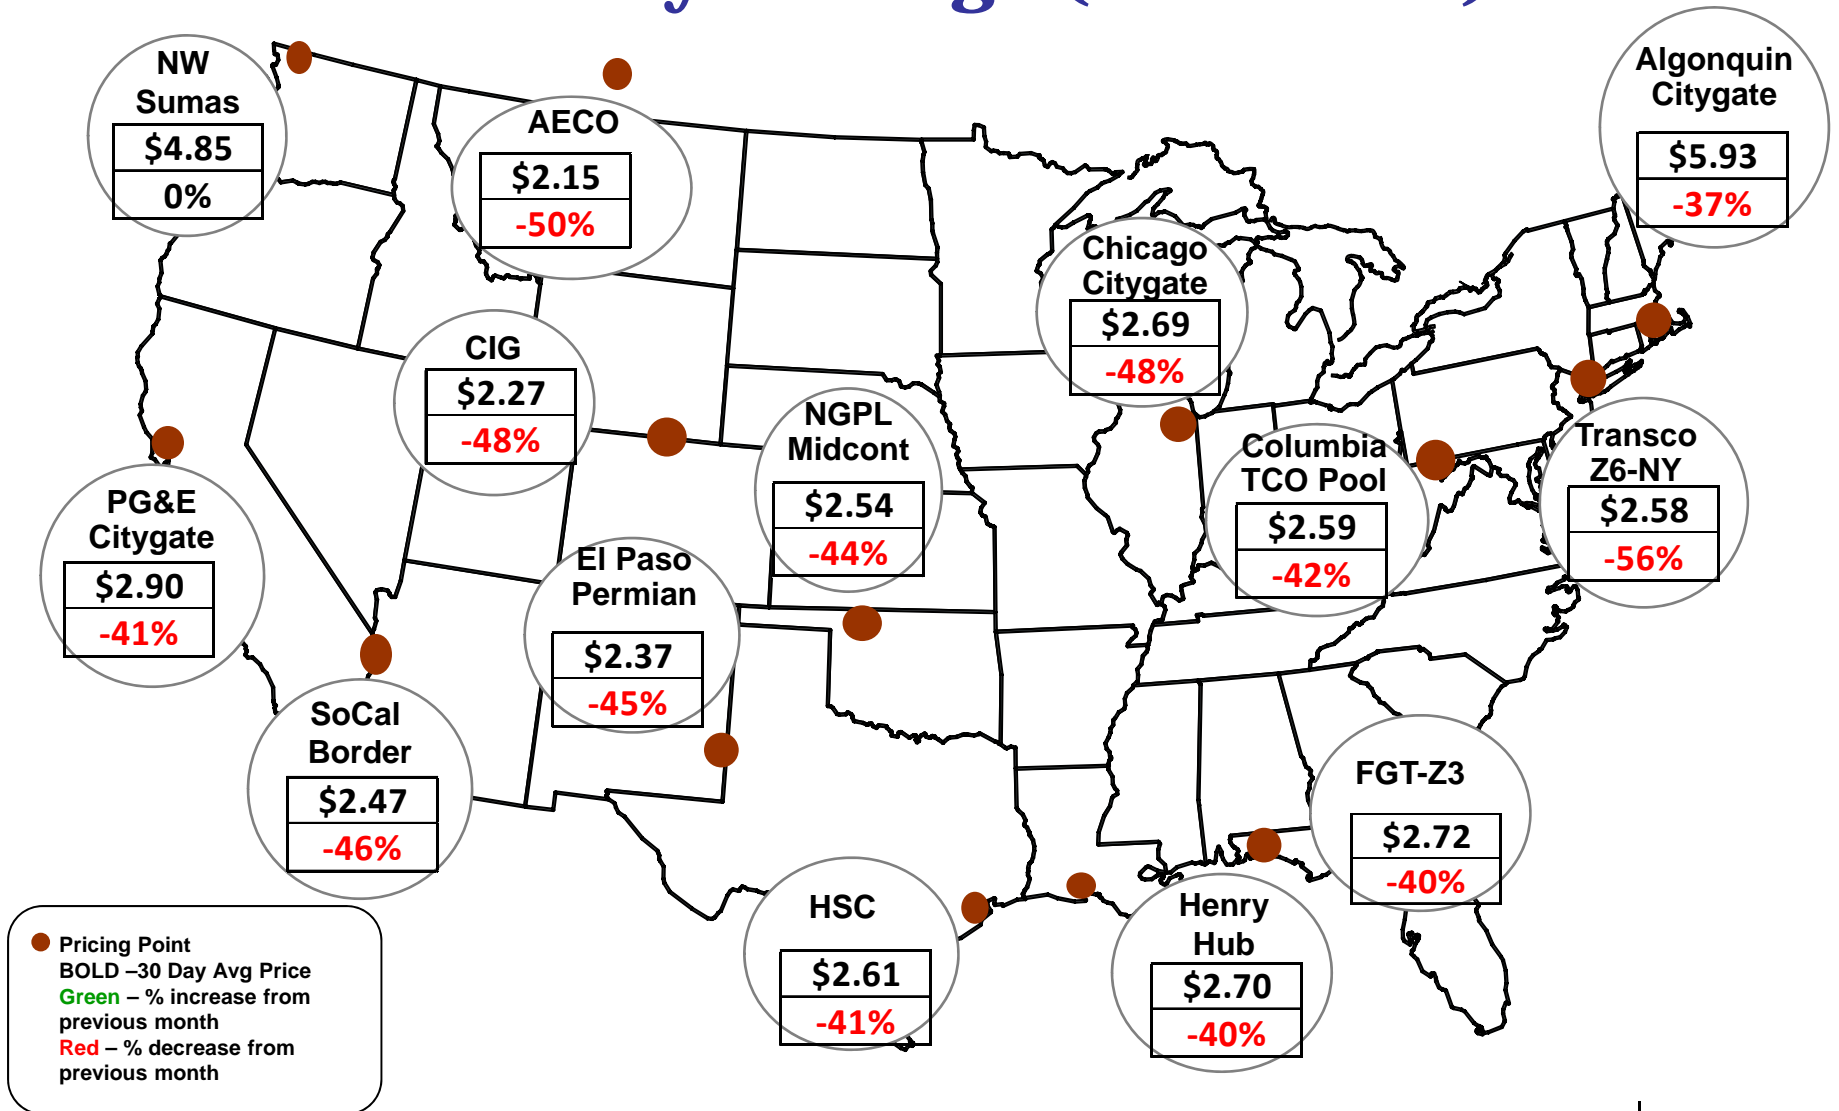 NW
Sumas
$4.85
0%
AECO
$2.15
-50%
Algonquin
Citygate
$5.93
-37%
Chicago
Citygate
$2.69
-48%
CIG
$2.27
-48%
NGPL
Midcont
$2.54
-44%
Columbia
TCO Pool
$2.59
-42%
Transco
Z6-NY
$2.58
-56%
PG&E
Citygate
$2.90
-41%
El Paso
Permian
$2.37
-45%
SoCal
Border
$2.47
-46%
FGT-Z3
$2.72
-40%
HSC
$2.61
-41%
Henry
Hub
$2.70
-40%
Pricing Point
BOLD –30 Day Avg Price
Green – % increase from
previous month
Red – % decrease from
previous month